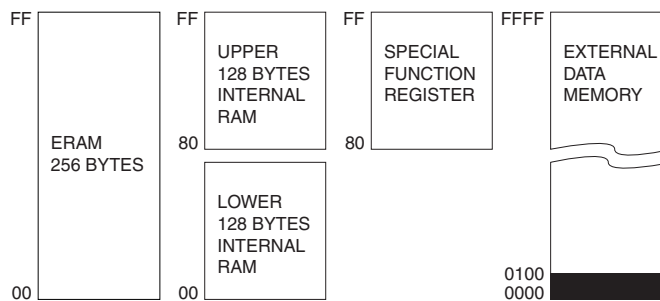 FF
ERAM
256 BYTES
00
FF
UPPER
128 BYTES
INTERNAL
RAM
80
LOWER
128 BYTES
INTERNAL
RAM
00
FF
SPECIAL
FUNCTION
REGISTER
80
FFFF
EXTERNAL
DATA
MEMORY
0100
0000